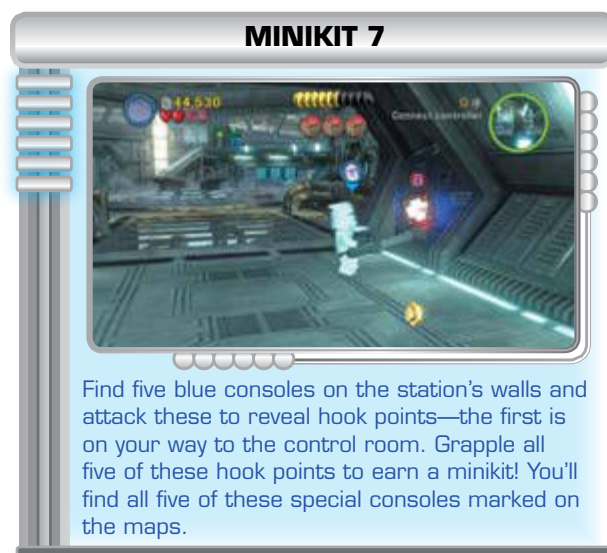 MINIKIT 7
44,530
Connect controller
Find five blue consoles on the station's walls and
attack these to reveal hook points—the first is
on your way to the control room. Grapple all
five of these hook points to earn a minikit! You'll
find all five of these special consoles marked on
the maps.